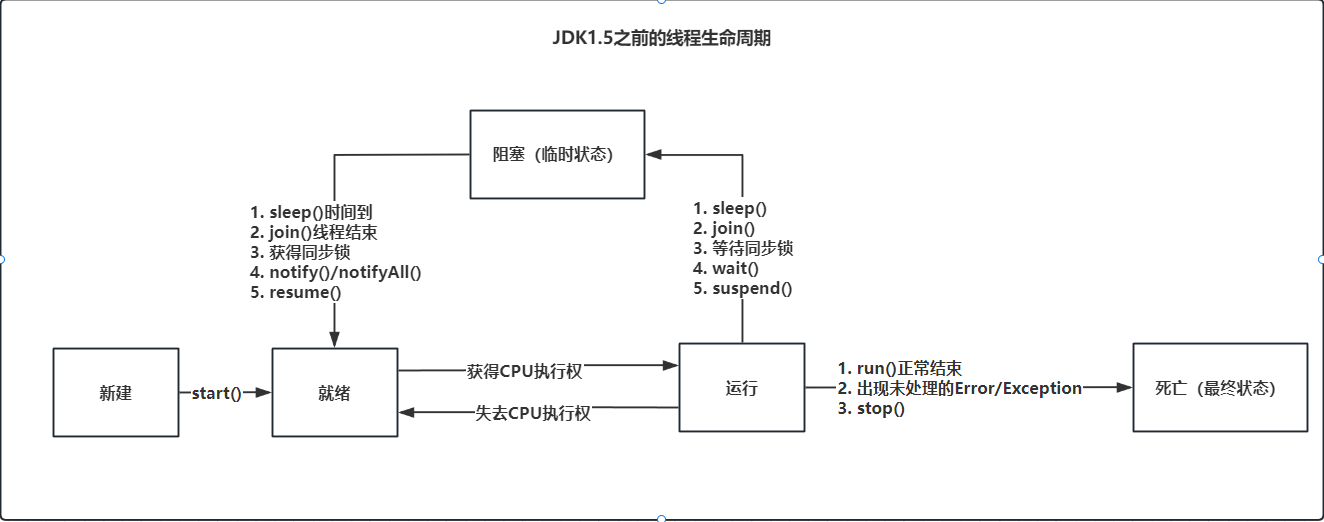 JDK1.5之前的线程生命周期
阻塞（临时状态）
1. sleep()时间到
2. join()线程结束
3. 获得同步锁
4. notify()/notifyAll()
5. resume()
1. sleep()
2. join()
3. 等待同步锁
4. wait()
5. suspend()
新建
start()
就绪
获得CPU执行权
失去CPU执行权
运行
1. run()正常结束
2. 出现未处理的Error/Exception
3. stop()
死亡（最终状态）